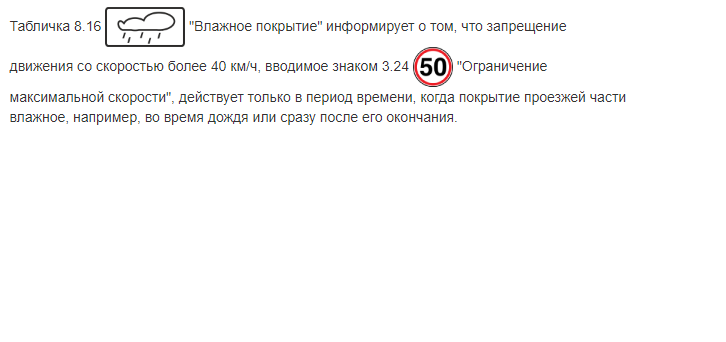 Табличка 8.16 "Влажное покрытие" информирует о том, что запрещение
движения со скоростью более 40 км/ч, вводимое знаком 3.24 50 "Ограничение
максимальной скорости", действует только в период времени, когда покрытие проезжей части
влажное, например, во время дождя или сразу после его окончания.